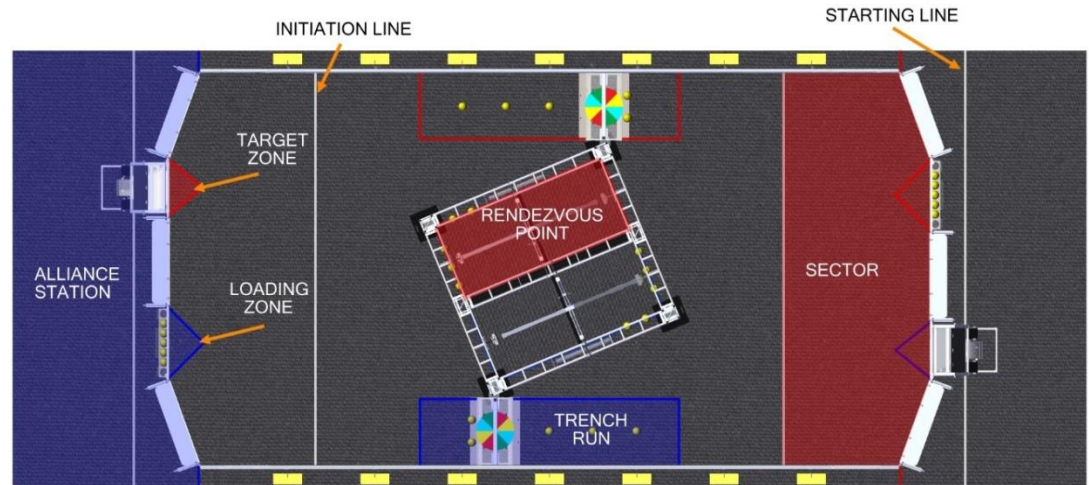 INITIATION LINE
STARTING LINE
TARGET
ZONE
RENDEZVOUS
POINT
ALLIANCE
STATION
LOADING
ZONE
SECTOR
TRENCH
RUN